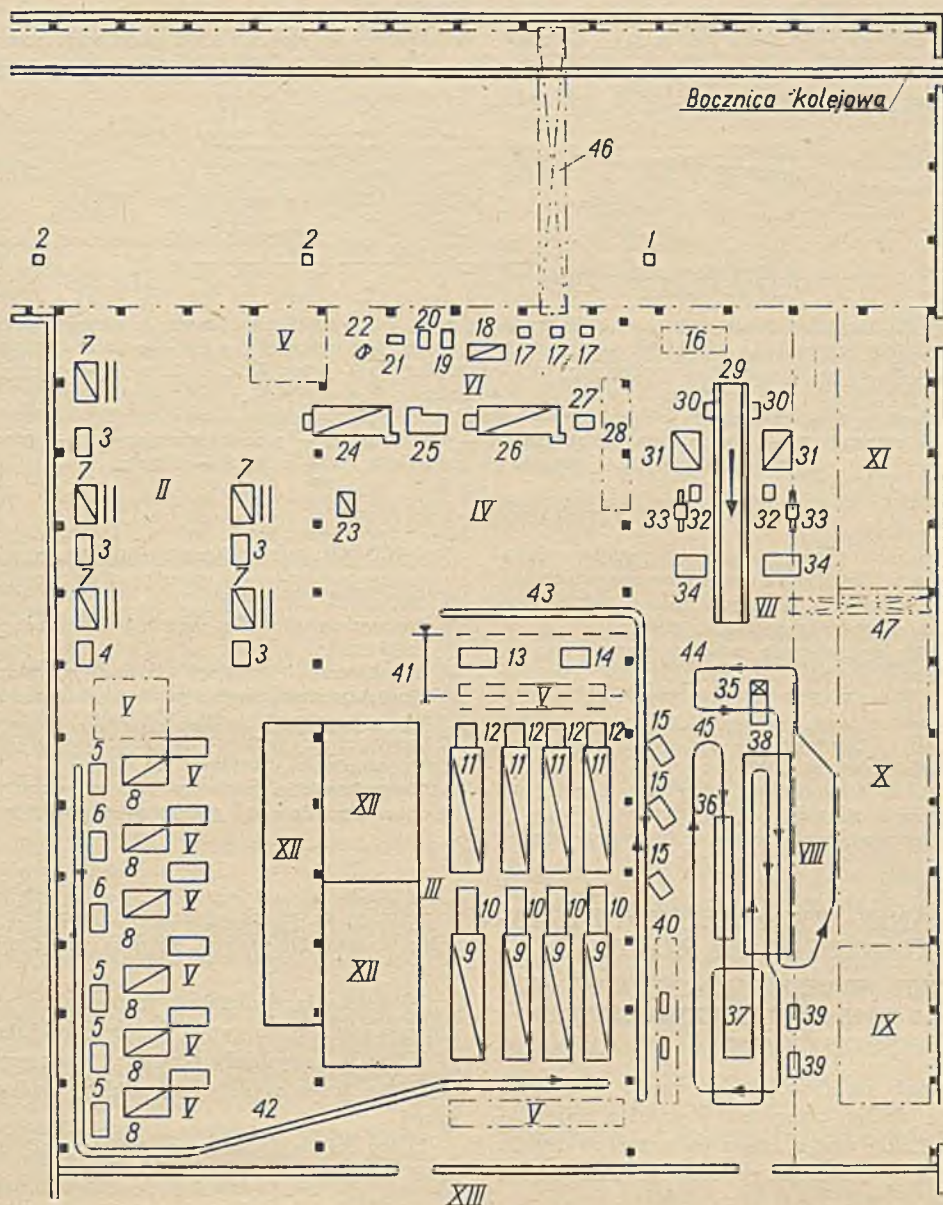 Bocznica kolejowa
46
2 2 1
22 21 20 19 18 17 17 17 16
V
7 VI 29
30 30
27
3 24 25 26 28 31 31 XI
II
7 7 23 IV 33 32 32 33
3 3
34 34
7 7 43 VII 47
4 3 41 13 14 44
V V 35
5 V 12 12 12 12 15 45 38
8 11 11 11 11 X
6 V XII 15 36
8 XII VIII
6 V III 15
8 10 10 10 10 40
5 V XII 9 9 9 9
8 37 39 IX
5 V
8 39
5 V 42
8 V
XIII